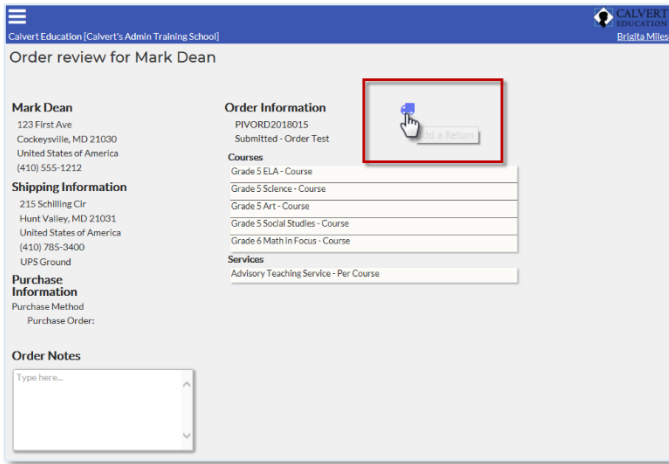 CALVERT
EDUCATION
Calvert Education [Calvert's Admin Training School]
Brigita Miles
Order review for Mark Dean
Mark Dean
123 First Ave
Cockeysville, MD 21030
United States of America
(410) 555-1212
Shipping Information
215 Schilling Cir
Hunt Valley, MD 21031
United States of America
(410) 785-3400
UPS Ground
Purchase
Information
Purchase Method
Purchase Order:
Order Notes
Type here...
Order Information
PIVORD2018015
Submitted - Order Test
Add a Return
Courses
Grade 5 ELA - Course
Grade 5 Science - Course
Grade 5 Art - Course
Grade 5 Social Studies - Course
Grade 6 Math in Focus - Course
Services
Advisory Teaching Service - Per Course